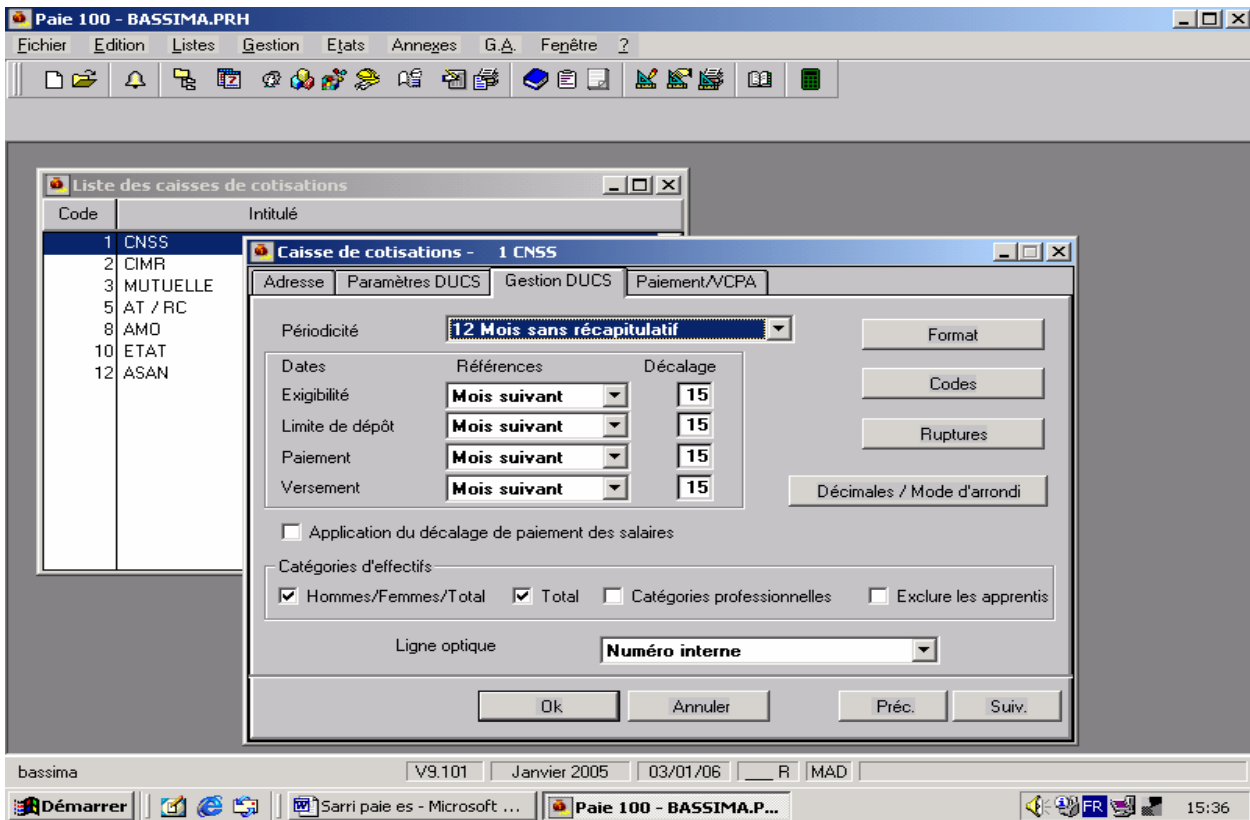 Paie 100 - BASSIMA.PRH
Fichier Edition Listes Gestion Etats Annexes G.A. Fenêtre ?
Liste des caisses de cotisations
Code Intitulé
1 CNSS
2 CIMR
3 MUTUELLE
5 AT / RC
8 AMO
10 ETAT
12 ASAN
Caisse de cotisations - 1 CNSS
Adresse Paramètres DUCS Gestion DUCS Paiement/VCPA
Périodicité 12 Mois sans récapitulatif Format
Dates Références Décalage
Codes
Exigibilité Mois suivant 15
Limite de dépôt Mois suivant 15
Ruptures
Paiement Mois suivant 15
Versement Mois suivant 15
Décimales / Mode d'arrondi
Application du décalage de paiement des salaires
Catégories d'effectifs
Hommes/Femmes/Total Total Catégories professionnelles Exclure les apprentis
Ligne optique Numéro interne
Ok Annuler Préc. Suiv.
bassima V9.101 Janvier 2005 03/01/06 ___ R MAD
Démarrer Sarri paie es - Microsoft ... Paie 100 - BASSIMA.P... FR 15:36